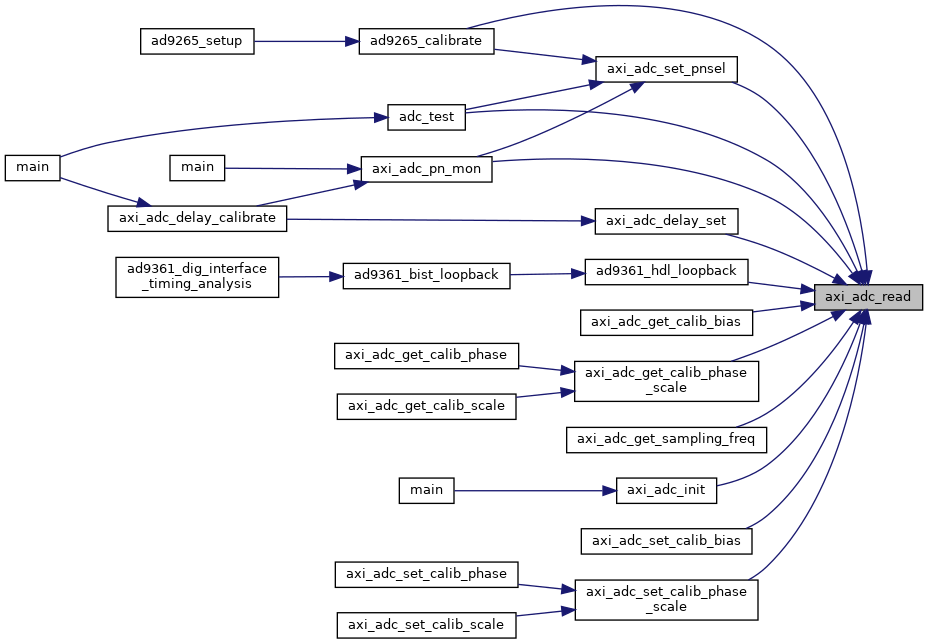 ad9265_setup
ad9265_calibrate
axi_adc_set_pnsel
adc_test
main
main
axi_adc_pn_mon
axi_adc_delay_calibrate
axi_adc_delay_set
ad9361_dig_interface
_timing_analysis
ad9361_bist_loopback
ad9361_hdl_loopback
axi_adc_read
axi_adc_get_calib_bias
axi_adc_get_calib_phase
axi_adc_get_calib_phase
_scale
axi_adc_get_calib_scale
axi_adc_get_sampling_freq
main
axi_adc_init
axi_adc_set_calib_bias
axi_adc_set_calib_phase
axi_adc_set_calib_phase
_scale
axi_adc_set_calib_scale